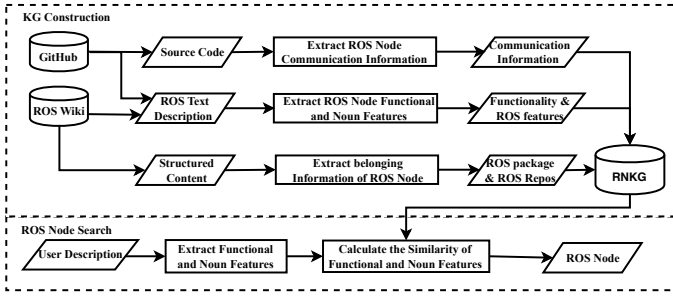 KG Construction
GitHub
Source Code
Extract ROS Node
Communication Information
Communication
Information
ROS Wiki
ROS Text
Description
Extract ROS Node Functional
and Noun Features
Functionality &
ROS features
Structured
Content
Extract belonging
Information of ROS Node
ROS package
& ROS Repos
RNKG
ROS Node Search
User Description
Extract Functional
and Noun Features
Calculate the Similarity of
Functional and Noun Features
ROS Node